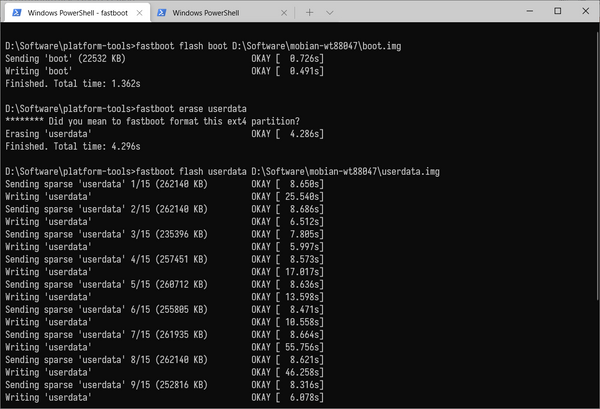 Windows PowerShell - fastboot
Windows PowerShell
D:\Software\platform-tools>fastboot flash boot D:\Software\mobian-wt88047\boot.img
Sending 'boot' (22532 KB) OKAY [ 0.726s]
Writing 'boot' OKAY [ 0.491s]
Finished. Total time: 1.362s
D:\Software\platform-tools>fastboot erase userdata
******** Did you mean to fastboot format this ext4 partition?
Erasing 'userdata' OKAY [ 4.286s]
Finished. Total time: 4.296s
D:\Software\platform-tools>fastboot flash userdata D:\Software\mobian-wt88047\userdata.img
Sending sparse 'userdata' 1/15 (262140 KB) OKAY [ 8.650s]
Writing 'userdata' OKAY [ 25.540s]
Sending sparse 'userdata' 2/15 (262140 KB) OKAY [ 8.686s]
Writing 'userdata' OKAY [ 6.512s]
Sending sparse 'userdata' 3/15 (235396 KB) OKAY [ 7.805s]
Writing 'userdata' OKAY [ 5.997s]
Sending sparse 'userdata' 4/15 (257451 KB) OKAY [ 8.573s]
Writing 'userdata' OKAY [ 17.017s]
Sending sparse 'userdata' 5/15 (260712 KB) OKAY [ 8.636s]
Writing 'userdata' OKAY [ 13.598s]
Sending sparse 'userdata' 6/15 (255805 KB) OKAY [ 8.471s]
Writing 'userdata' OKAY [ 10.558s]
Sending sparse 'userdata' 7/15 (261935 KB) OKAY [ 8.664s]
Writing 'userdata' OKAY [ 55.756s]
Sending sparse 'userdata' 8/15 (262140 KB) OKAY [ 8.621s]
Writing 'userdata' OKAY [ 46.258s]
Sending sparse 'userdata' 9/15 (252816 KB) OKAY [ 8.316s]
Writing 'userdata' OKAY [ 6.078s]